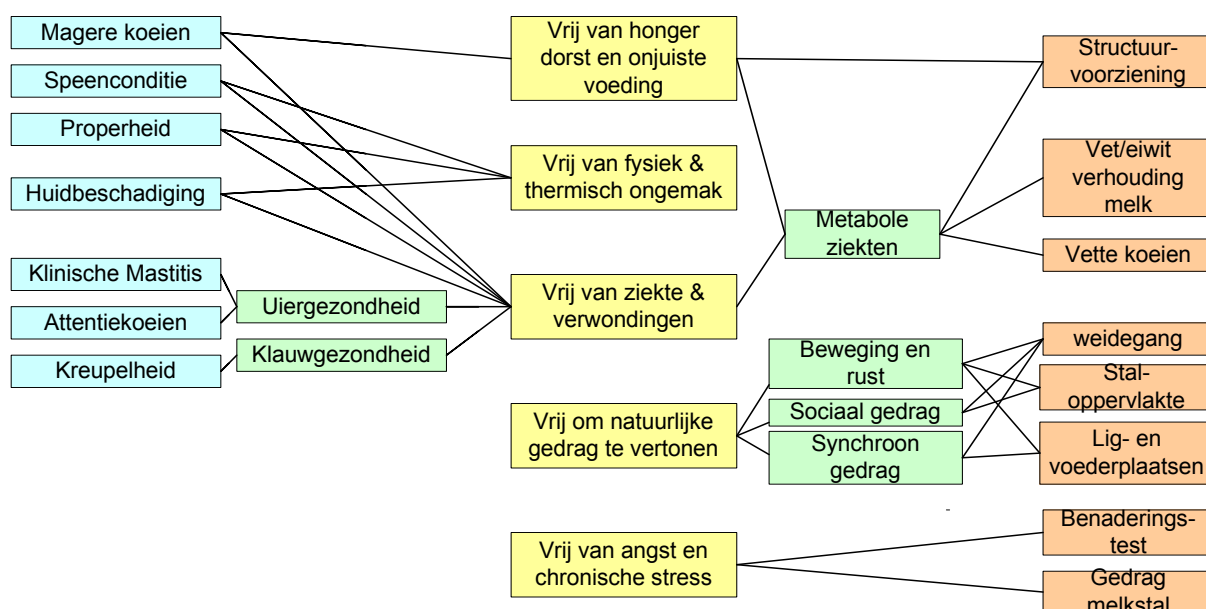 Magere koeien
Speenconditie
Properheid
Huidbeschadiging
Klinische Mastitis
Attentiekoeien
Kreupelheid
Uiergezondheid
Klauwgezondheid
Vrij van honger
dorst en onjuiste
voeding
Vrij van fysiek &
thermisch ongemak
Vrij van ziekte &
verwondingen
Vrij om natuurlijke
gedrag te vertonen
Vrij van angst en
chronische stress
Metabole
ziekten
Beweging en
rust
Sociaal gedrag
Synchroon
gedrag
Structuur-
voorziening
Vet/eiwit
verhouding
melk
Vette koeien
weidegang
Stal-
oppervlakte
Lig- en
voederplaatsen
Benaderings-
test
Gedrag
melkstal